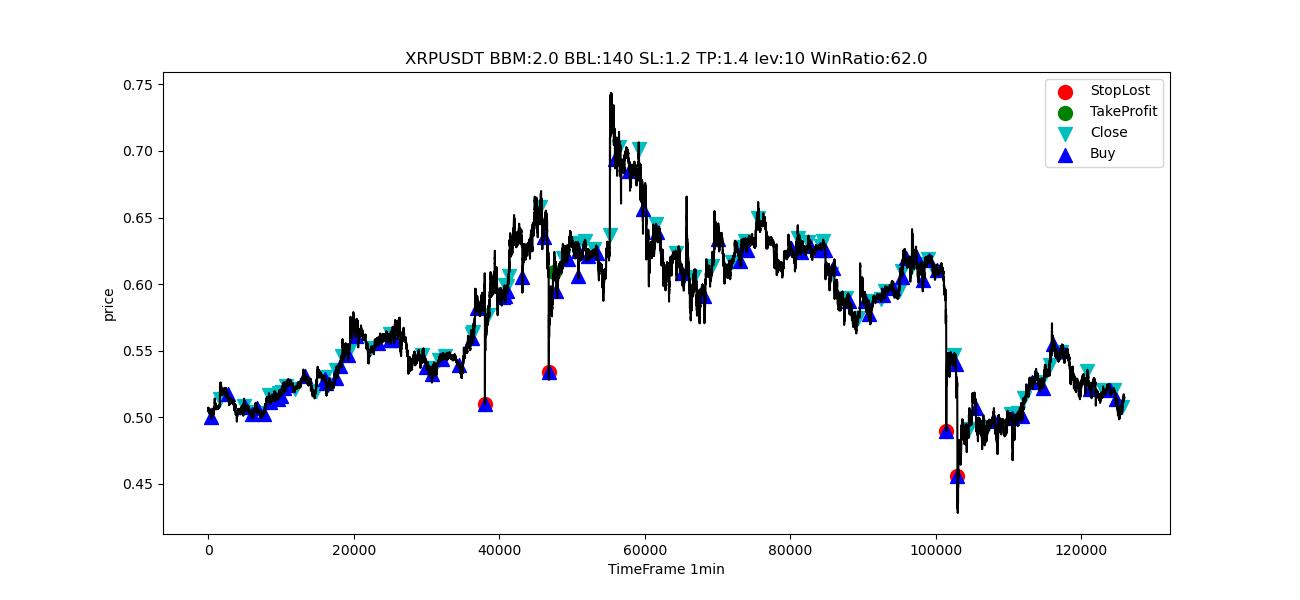 XRPUSDT BBM:2.0 BBL:140 SL:1.2 TP:1.4 lev:10 WinRatio:62.0
StopLost
TakeProfit
Close
Buy
price
0.75
0.70
0.65
0.60
0.55
0.50
0.45
0
20000
40000
60000
80000
100000
120000
TimeFrame 1min